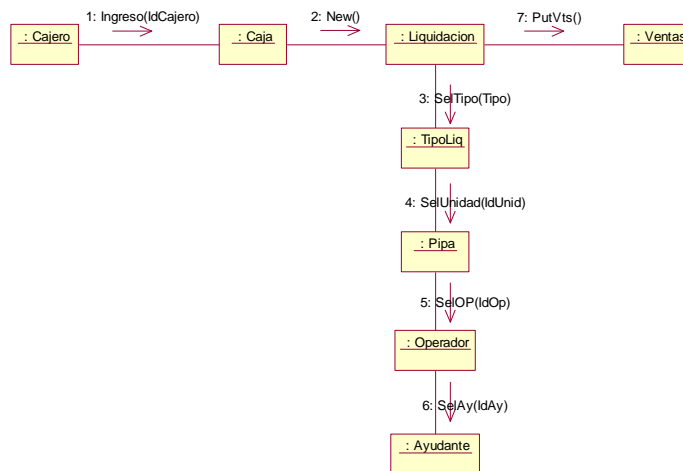 1: Ingreso(IdCajero)
2: New()
7: PutVts()
: Cajero
: Caja
: Liquidacion
: Ventas
3: SelTipo(Tipo)
: TipoLiq
4: SelUnidad(IdUnid)
: Pipa
5: SelOP(IdOp)
: Operador
6: SelAy(IdAy)
: Ayudante